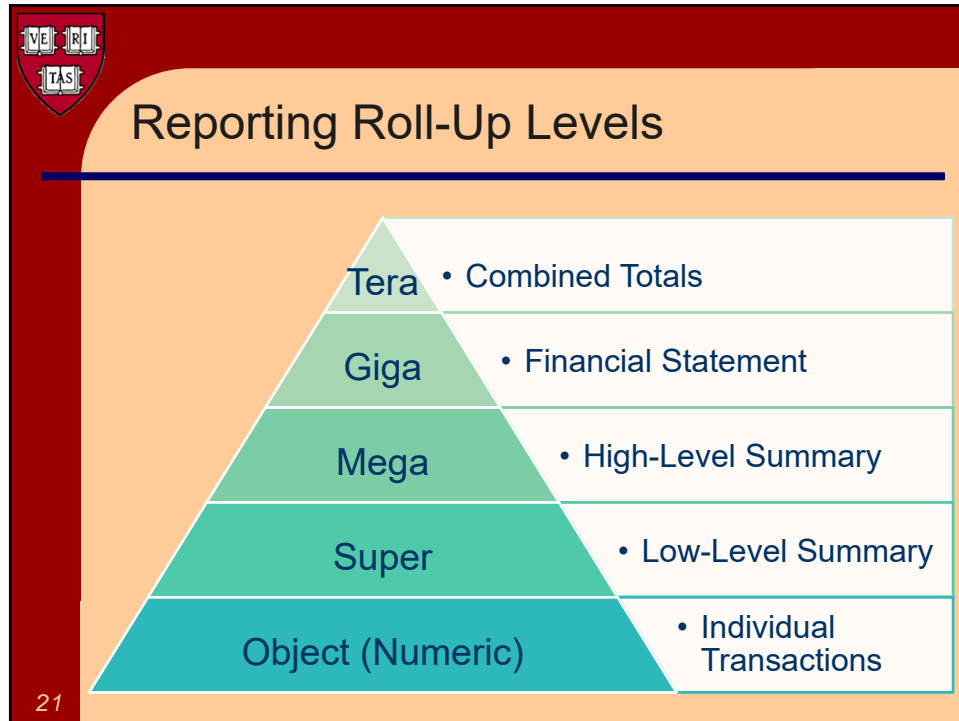 VE RI
TAS
Reporting Roll-Up Levels
Tera
• Combined Totals
Giga
• Financial Statement
Mega
• High-Level Summary
Super
• Low-Level Summary
Object (Numeric)
• Individual
Transactions
21